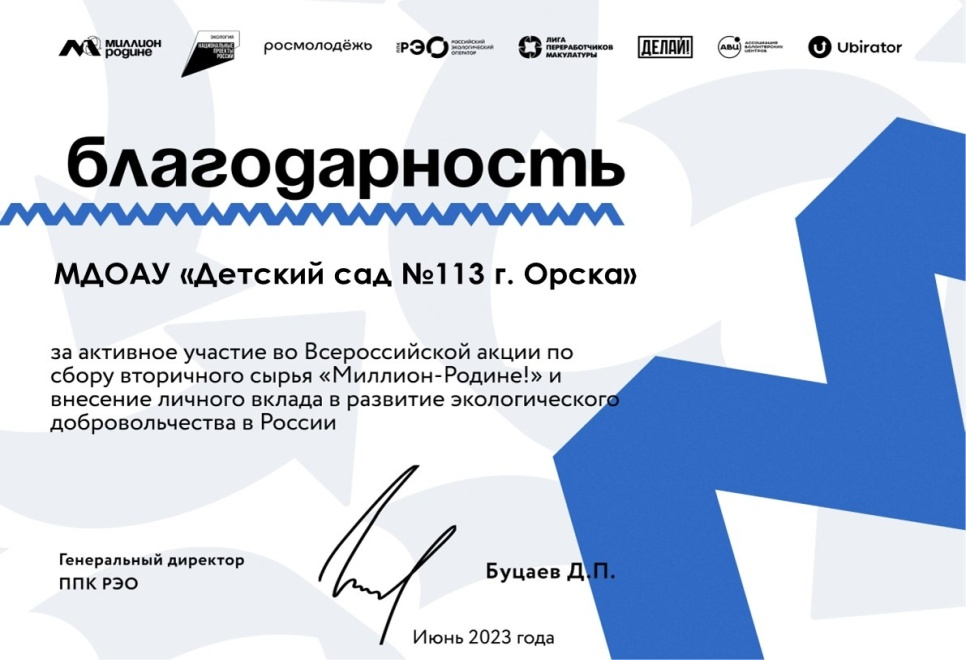 МИЛЛИОН
РОДИНЕ
ЭКОЛОГИЯ
НАЦИОНАЛЬНЫЕ
ПРОЕКТЫ
РОССИИ
росмолодёжь
ППК РЭО
РОССИЙСКИЙ
ЭКОЛОГИЧЕСКИЙ
ОПЕРАТОР
ЛИГА
ПЕРЕРАБОТЧИКОВ
МАКУЛАТУРЫ
ДЕЛАЙ!
АВЦ
АССОЦИАЦИЯ
ВОЛОНТЕРСКИХ
ЦЕНТРОВ
Ubirator
благодарность
МДОАУ «Детский сад №113 г. Орска»
за активное участие во Всероссийской акции по
сбору вторичного сырья «Миллион-Родине!» и
внесение личного вклада в развитие экологического
добровольчества в России
Генеральный директор
ППК РЭО
Буцаев Д.П.
Июнь 2023 года